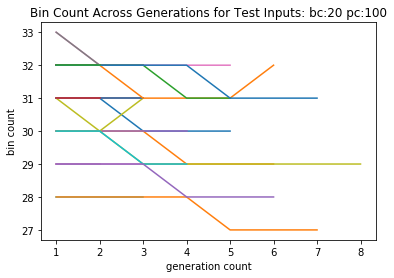 Bin Count Across Generations for Test Inputs: bc:20 pc:100
33
32
31
30
29
28
27
bin count
1 2 3 4 5 6 7 8
generation count